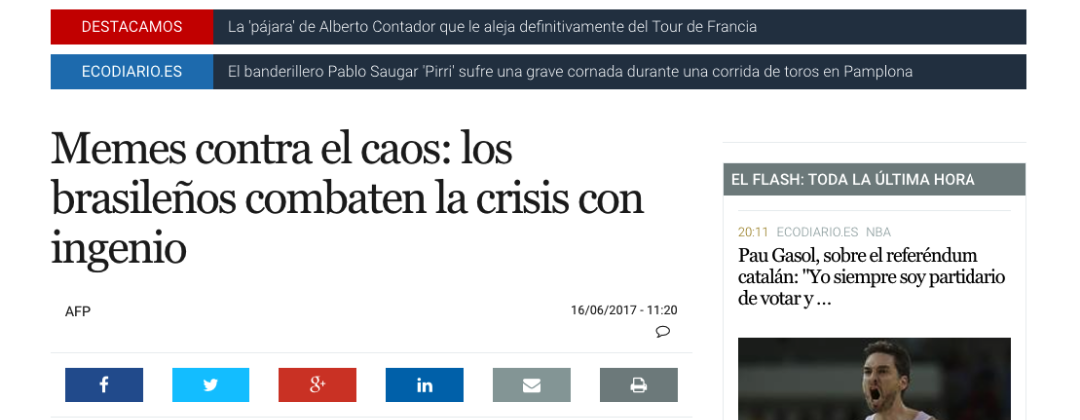 DESTACAMOS La 'pájara' de Alberto Contador que le aleja definitivamente del Tour de Francia
ECODIARIO.ES El banderillero Pablo Saugar 'Pirri' sufre una grave cornada durante una corrida de toros en Pamplona
Memes contra el caos: los
brasileños combaten la crisis con
ingenio
AFP 16/06/2017 - 11:20
f g+ in
EL FLASH: TODA LA ÚLTIMA HORA
20:11 ECODIARIO.ES NBA
Pau Gasol, sobre el referéndum
catalán: "Yo siempre soy partidario
de votar y ...